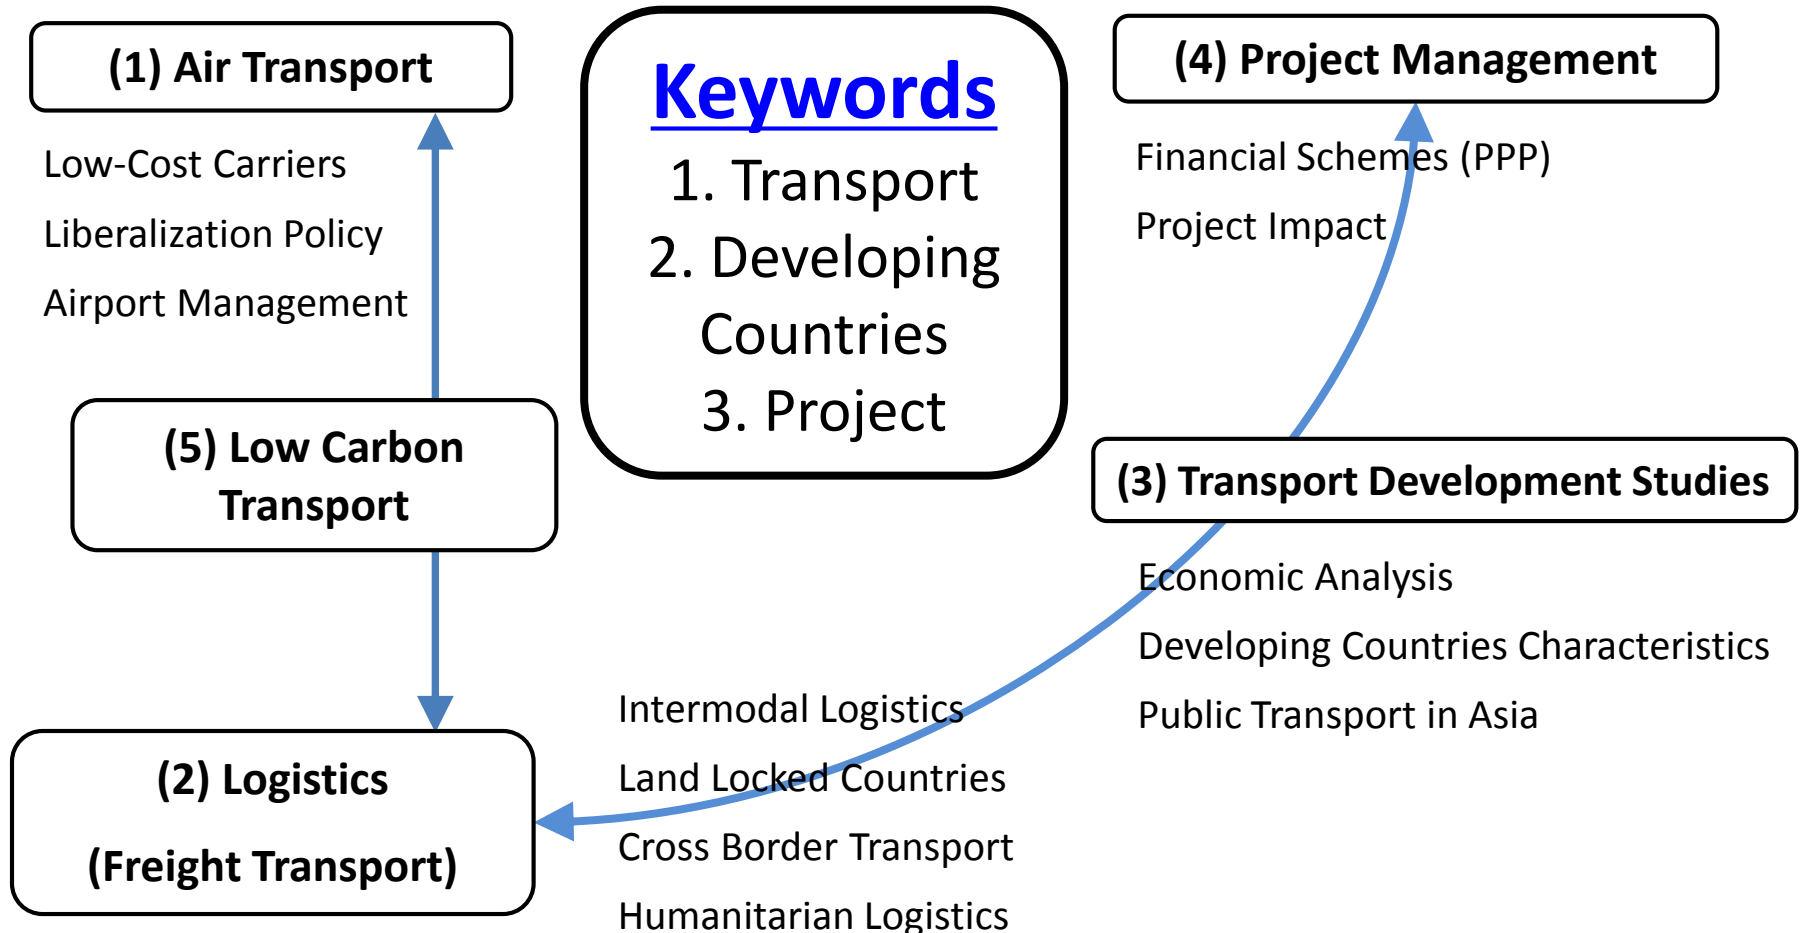 (1) Air Transport
Low-Cost Carriers
Liberalization Policy
Airport Management
Keywords
1. Transport
2. Developing
Countries
3. Project
(4) Project Management
Financial Schemes (PPP)
Project Impact
(5) Low Carbon
Transport
(3) Transport Development Studies
Economic Analysis
Developing Countries Characteristics
Public Transport in Asia
(2) Logistics
(Freight Transport)
Intermodal Logistics
Land Locked Countries
Cross Border Transport
Humanitarian Logistics